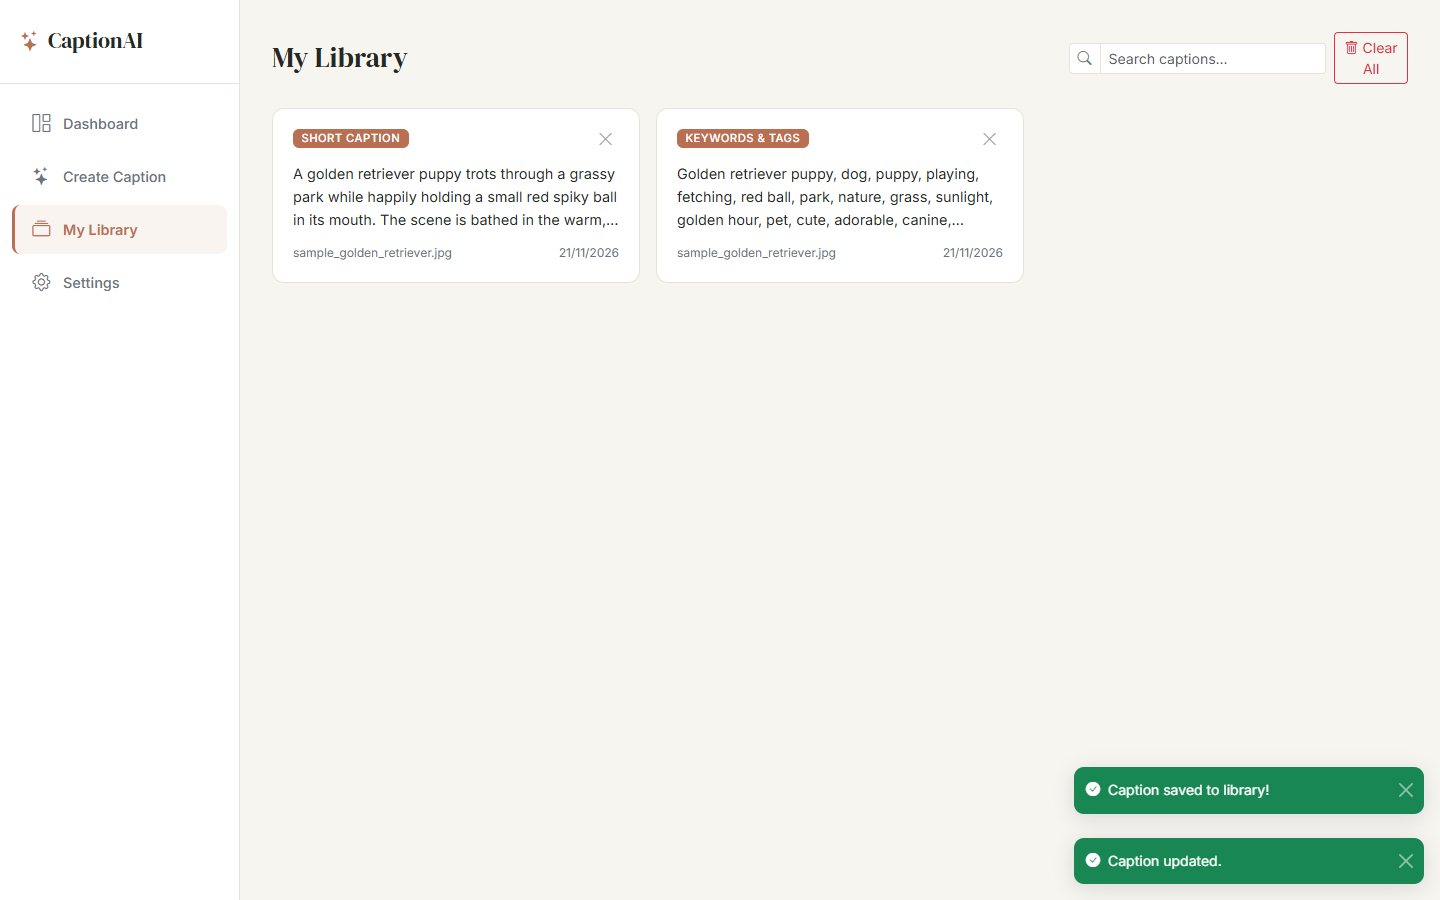 CaptionAI
Dashboard
Create Caption
My Library
Settings
My Library
Search captions...
Clear
All
SHORT CAPTION
A golden retriever puppy trots through a grassy
park while happily holding a small red spiky ball
in its mouth. The scene is bathed in the warm,...
sample_golden_retriever.jpg 21/11/2026
KEYWORDS & TAGS
Golden retriever puppy, dog, puppy, playing,
fetching, red ball, park, nature, grass, sunlight,
golden hour, pet, cute, adorable, canine,...
sample_golden_retriever.jpg 21/11/2026
Caption saved to library!
Caption updated.